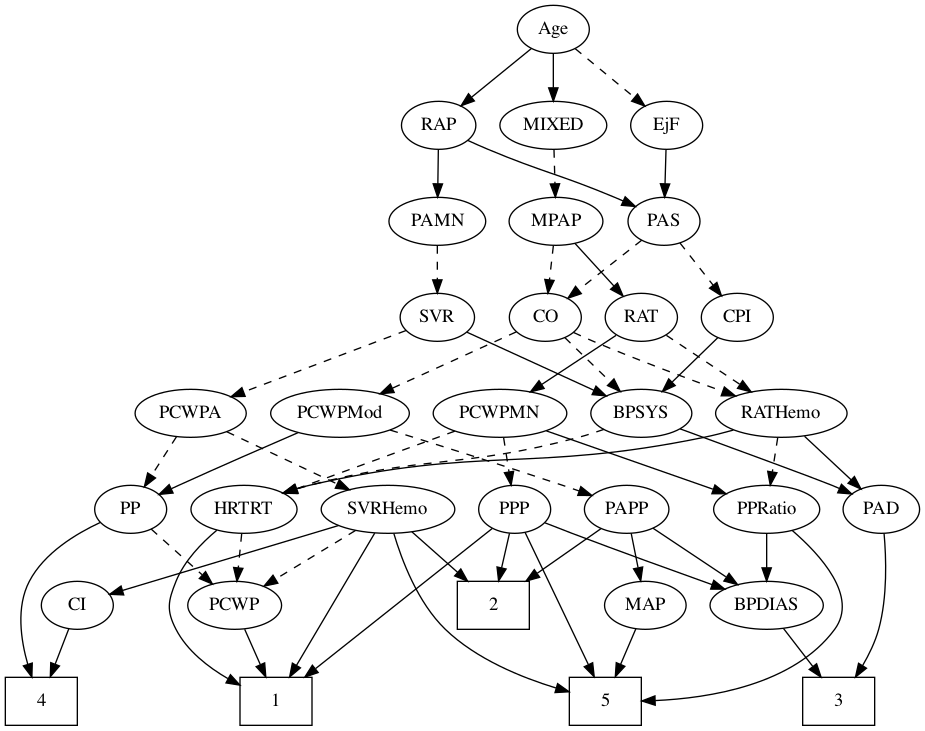 Age
RAP MIXED EjF
PAMN MPAP PAS
SVR CO RAT CPI
PCWPA PCWPMod PCWPMN BPSYS RATHemo
PP HRTRT SVRHemo PPP PAPP PPRatio PAD
CI PCWP 2 MAP BPDIAS
4 1 5 3